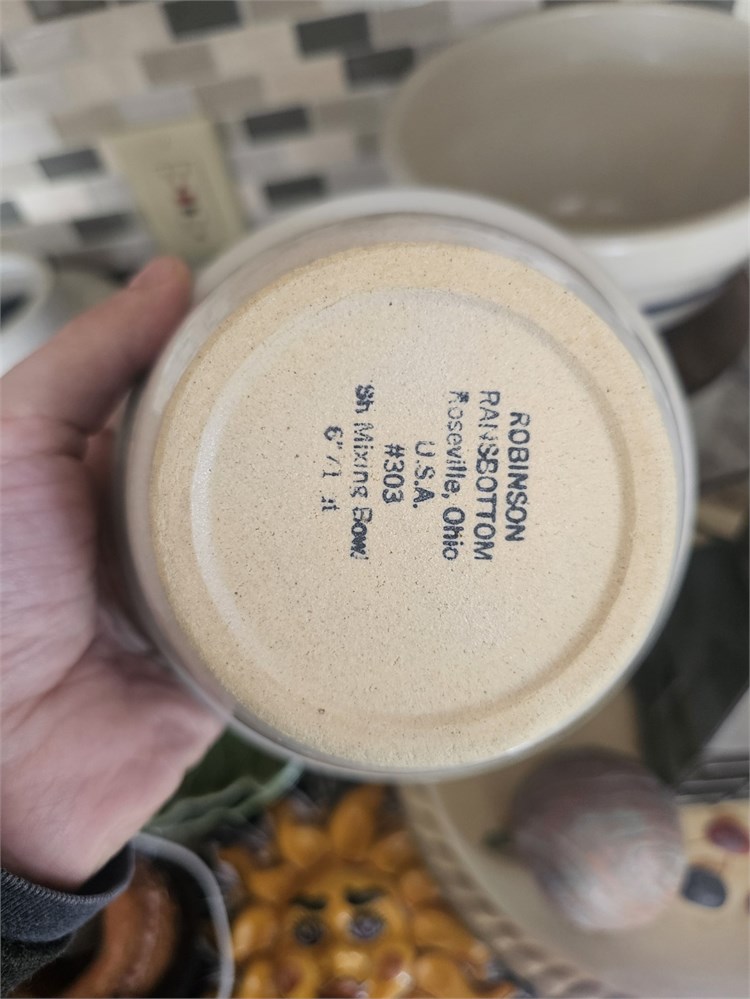 ROBINSON
RANSBOTTOM
Roseville, Ohio
U.S.A.
#303
Sh Mixing Bowl
6"/1 qt